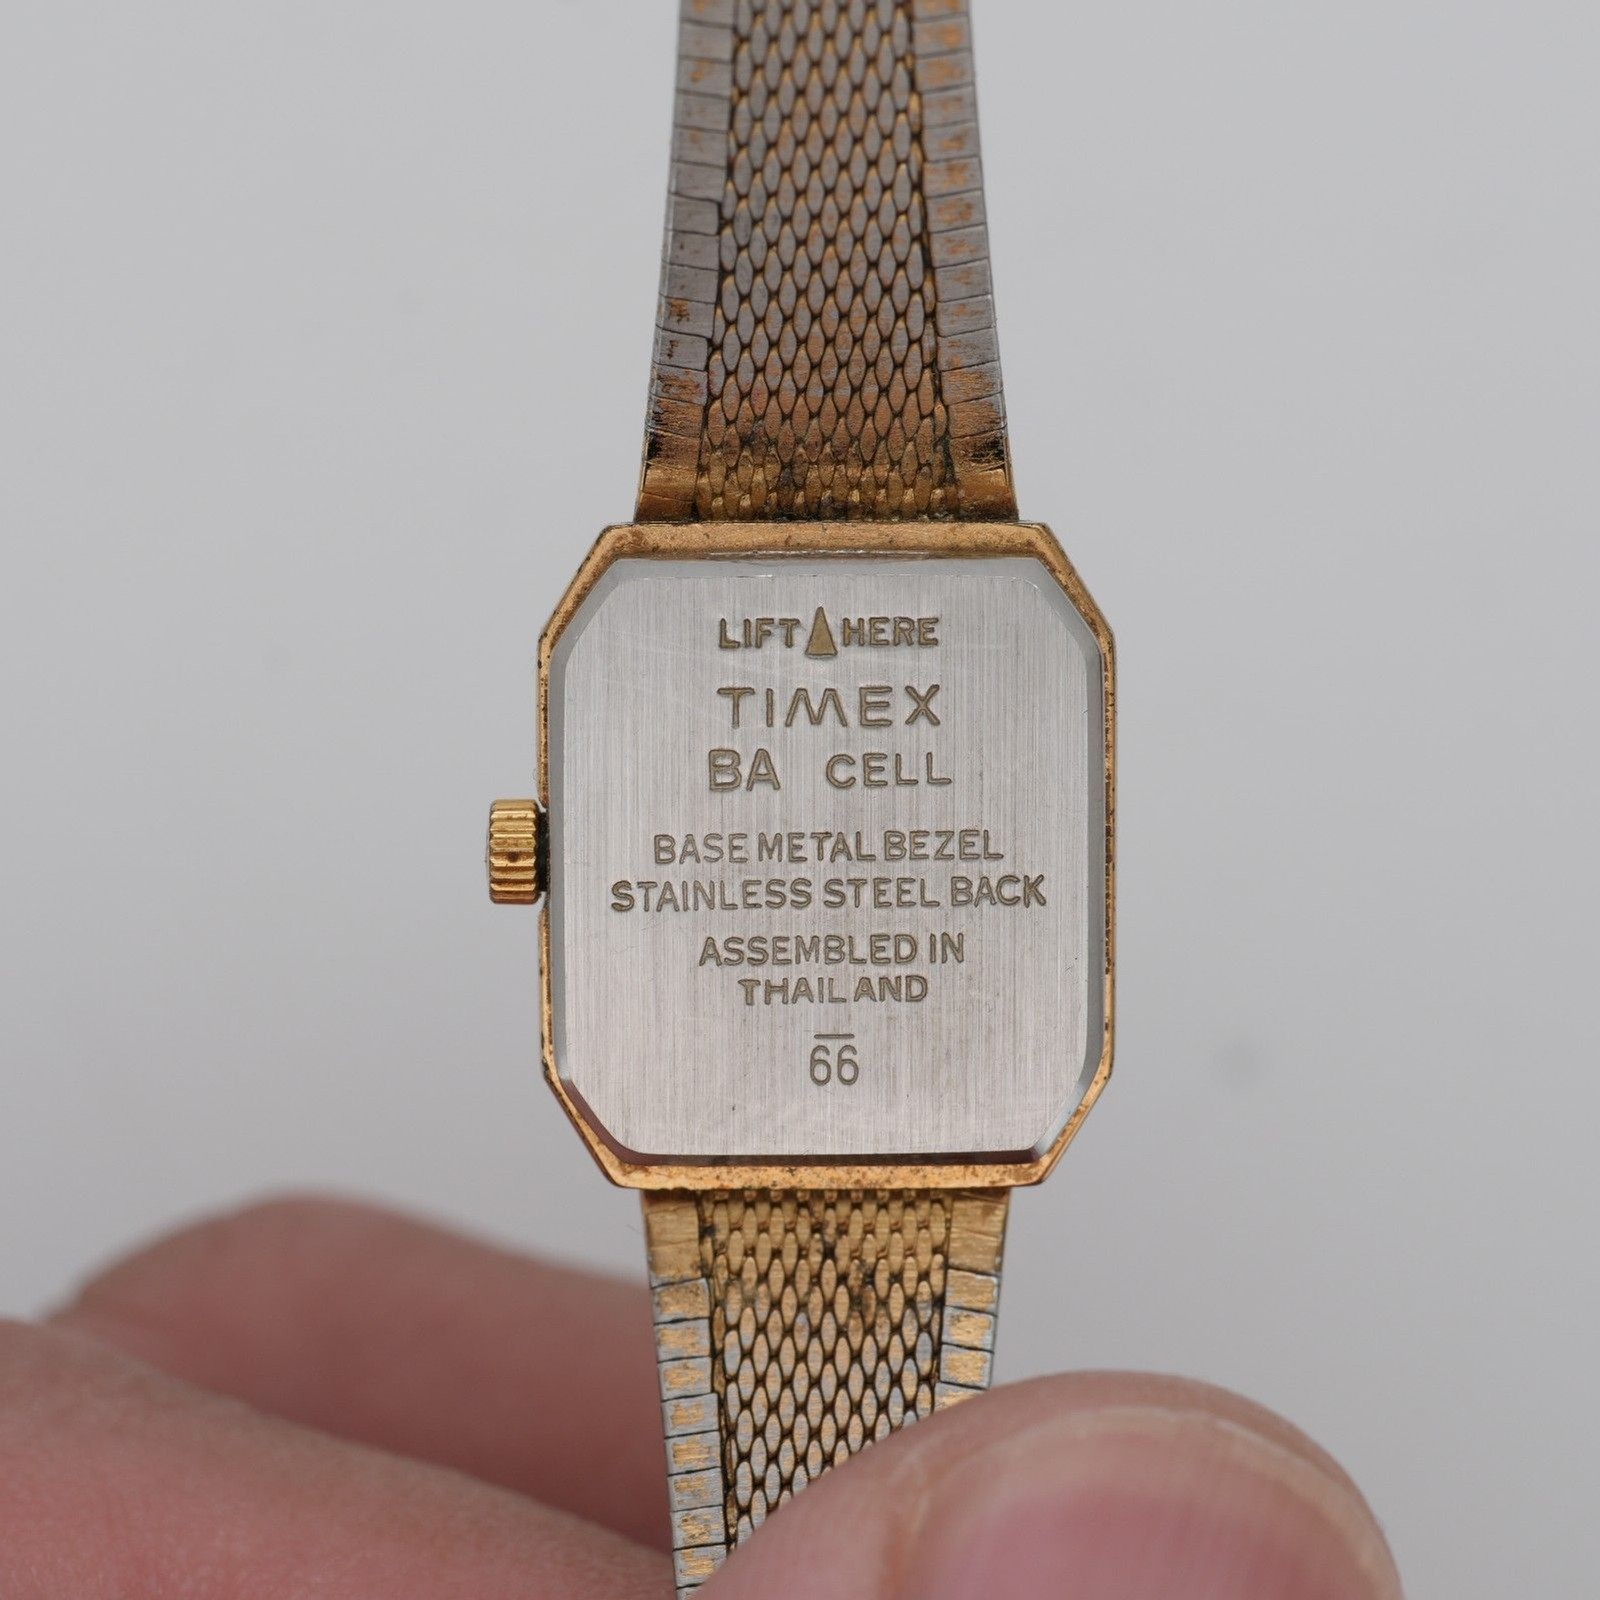 LIFT HERE
TIMEX
BA CELL
BASE METAL BEZEL
STAINLESS STEEL BACK
ASSEMBLED IN
THAILAND
66